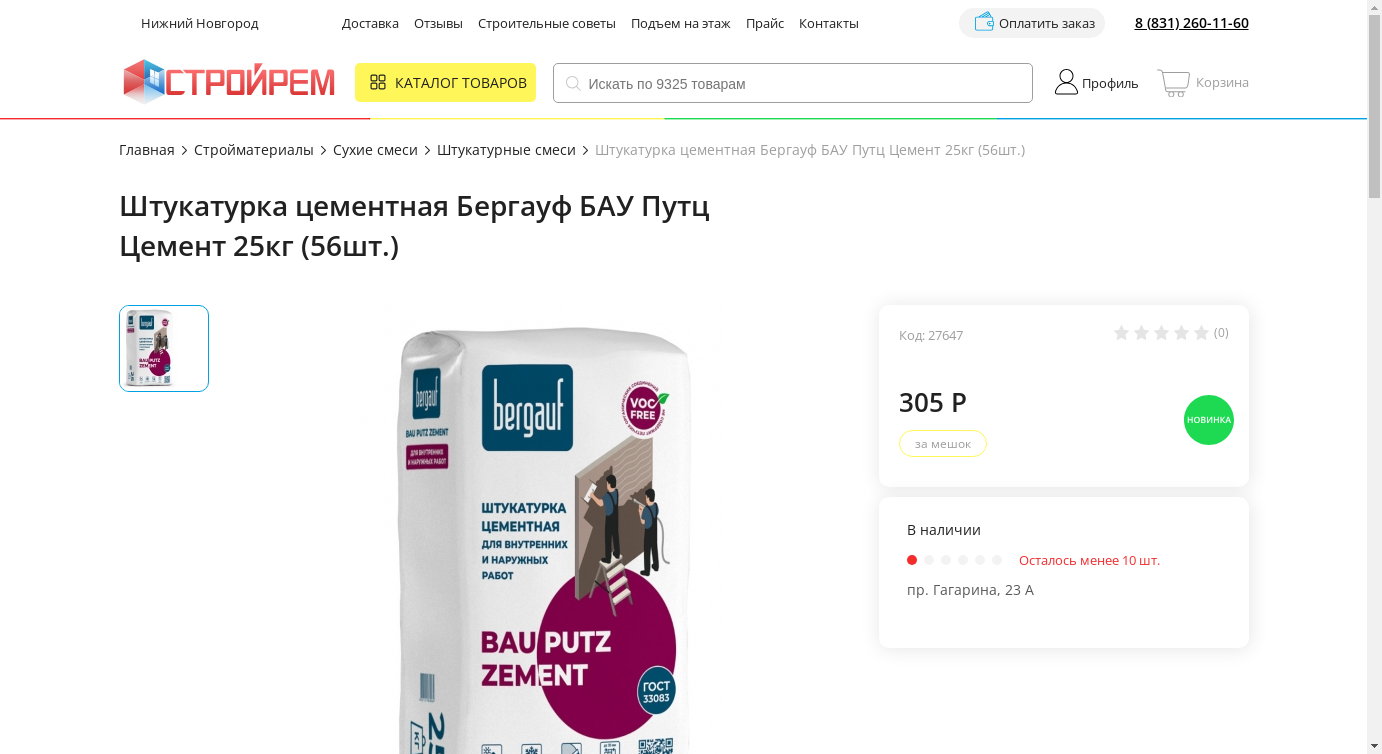 Нижний Новгород
Доставка
Отзывы
Строительные советы
Подъем на этаж
Прайс
Контакты
Оплатить заказ
8 (831) 260-11-60
СТРОЙРЕМ
КАТАЛОГ ТОВАРОВ
Искать по 9325 товарам
Профиль
Корзина
Главная > Стройматериалы > Сухие смеси > Штукатурные смеси > Штукатурка цементная Бергауф БАУ Путц Цемент 25кг (56шт.)
Штукатурка цементная Бергауф БАУ Путц
Цемент 25кг (56шт.)
bergauf
BAU PUTZ ZEMENT
ДЛЯ ВНУТРЕННИХ
И НАРУЖНЫХ РАБОТ
bergauf
VOC
FREE
ШТУКАТУРКА
ЦЕМЕНТНАЯ
ДЛЯ ВНУТРЕННИХ
И НАРУЖНЫХ
РАБОТ
BAU PUTZ
ZEMENT
ГОСТ
33083
Код: 27647
(0)
305 Р
за мешок
НОВИНКА
В наличии
Осталось менее 10 шт.
пр. Гагарина, 23 А